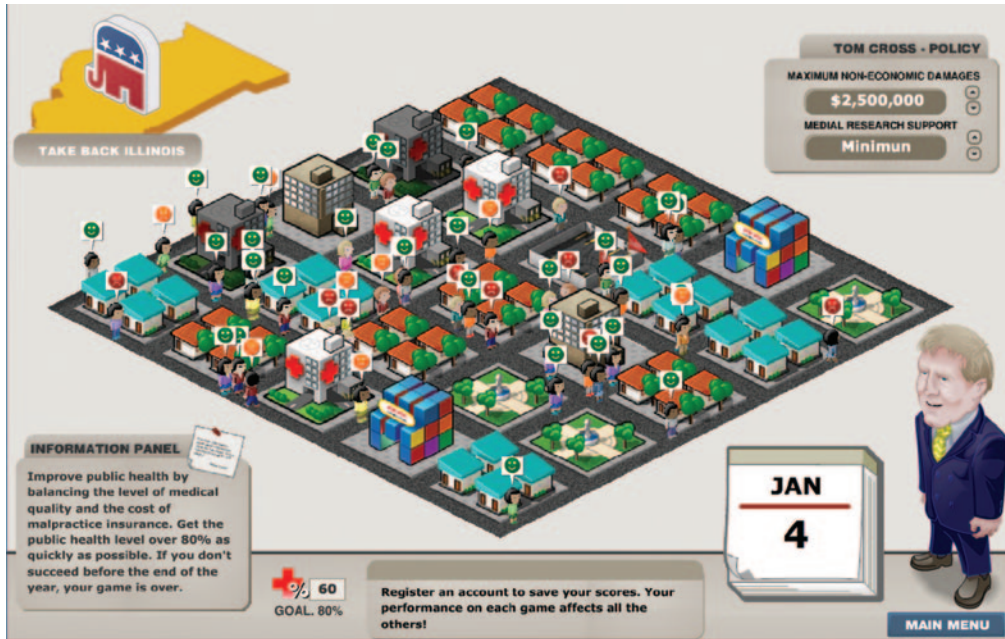 TAKE BACK ILLINDIS
TOM CROSS - POLICY
MAXIMUM NON-ECONOMIC DAMAGES
$2,500,000
MEDIAL RESEARCH SUPPORT
Minimun
INFORMATION PANEL
Improve public health by
balancing the level of medical
quality and the cost of
malpractice insurance. Get the
public health level over 80% as
quickly as possible. If you don't
succeed before the end of the
year, your game is over.
% 60
GOAL. 80%
Register an account to save your scores. Your
performance on each game affects all the
others!
JAN
4
MAIN MENU